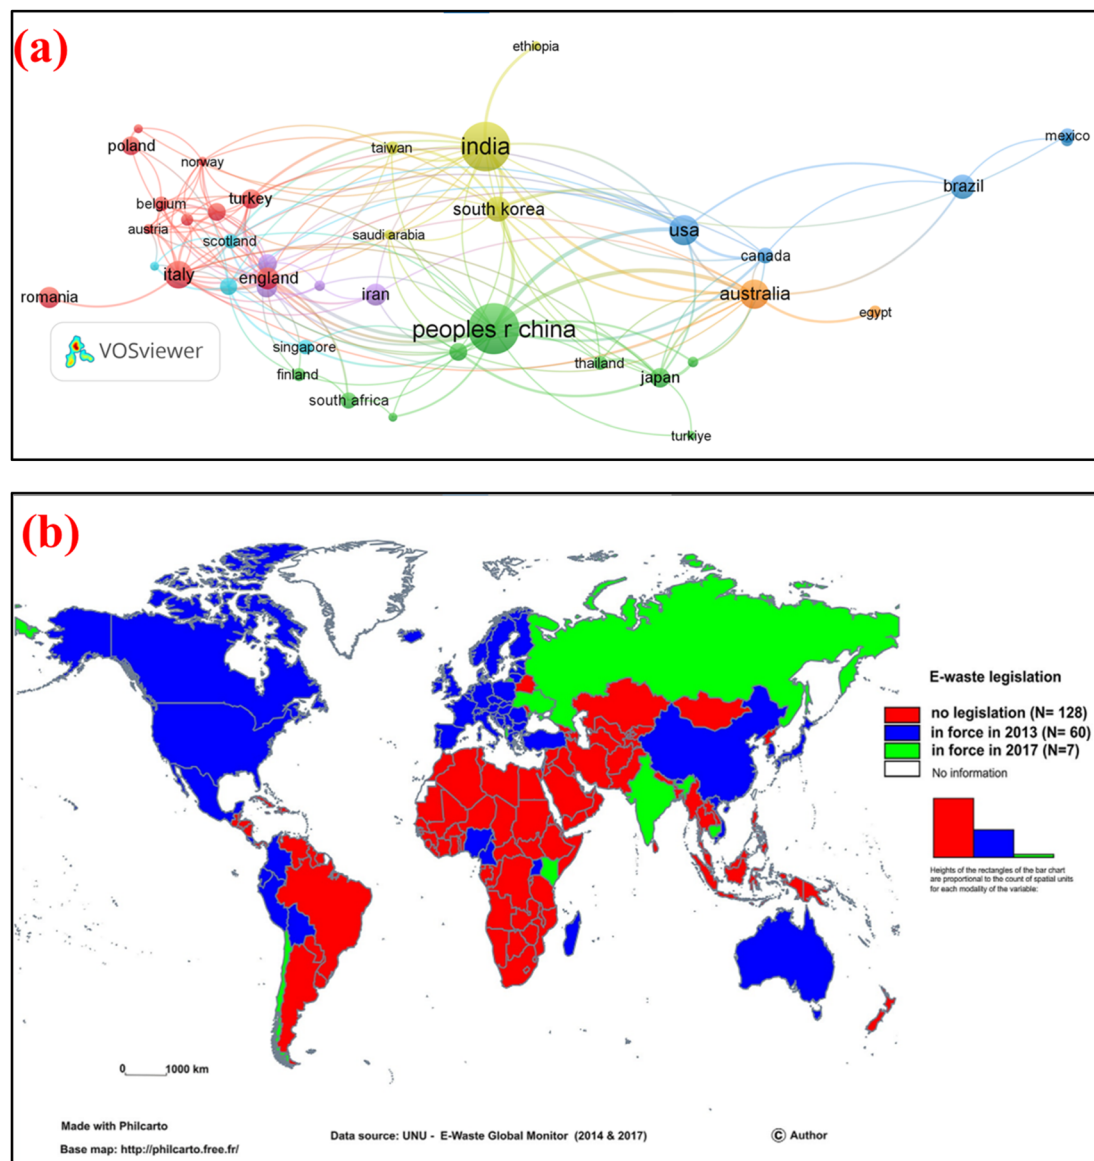 (a)
ethiopia
mexico
poland
taiwan
india
norway
brazil
belgium
turkey
south korea
austria
scotland
saudi arabia
usa
canada
italy
england
romania
iran
australia
egypt
peoples r china
VOSviewer
singapore
thailand
finland
japan
south africa
turkiye
(b)
E-waste legislation
no legislation (N= 128)
in force in 2013 (N= 60)
in force in 2017 (N=7)
No information
Heights of the rectangles of the bar chart
are proportional to the count of spatial units
for each modality of the variable:
0 1000 km
Made with Philcarto
Base map: http://philcarto.free.fr/
Data source: UNU - E-Waste Global Monitor (2014 & 2017)
© Author